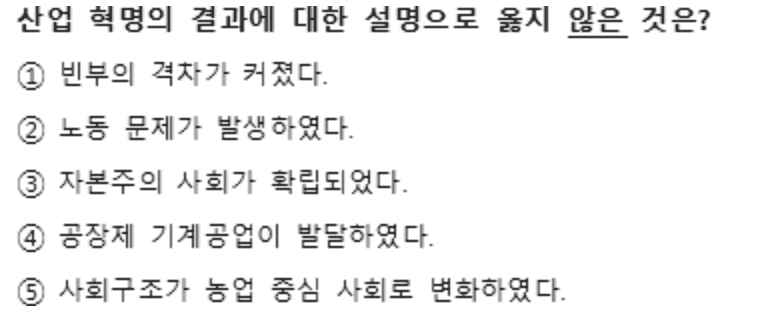 산업 혁명의 결과에 대한 설명으로 옳지 않은 것은?
① 빈부의 격차가 커졌다.
② 노동 문제가 발생하였다.
③ 자본주의 사회가 확립되었다.
④ 공장제 기계공업이 발달하였다.
⑤ 사회구조가 농업 중심 사회로 변화하였다.